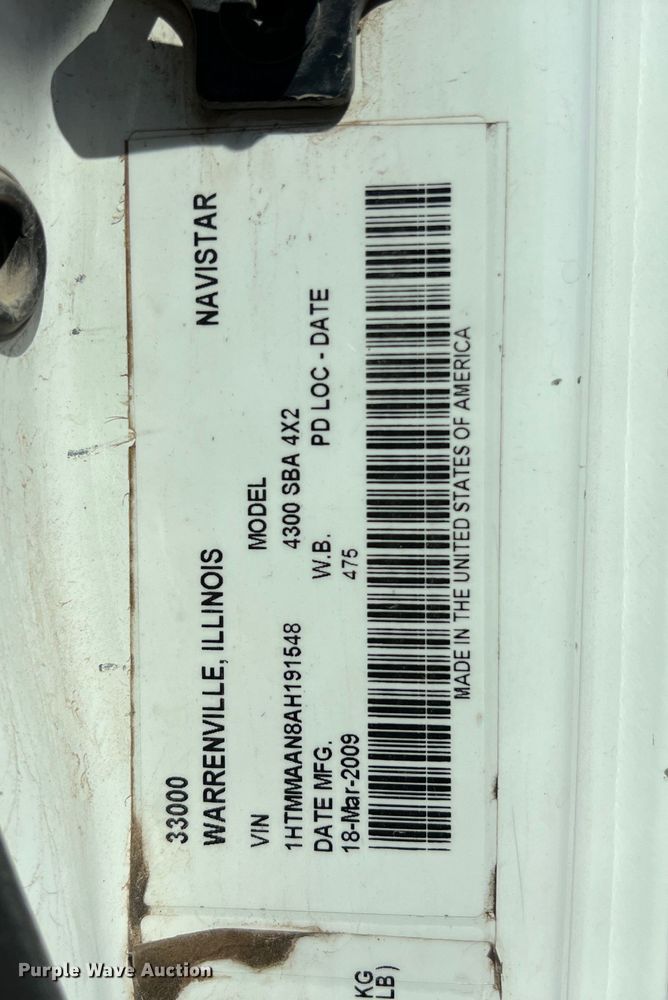 33000
WARRENVILLE, ILLINOIS NAVISTAR
VIN MODEL
1HTMMAAN8AH191548 4300 SBA 4X2
DATE MFG. W.B. PD LOC - DATE
18-Mar-2009 475
MADE IN THE UNITED STATES OF AMERICA
KG
LB)
Purple Wave Auction